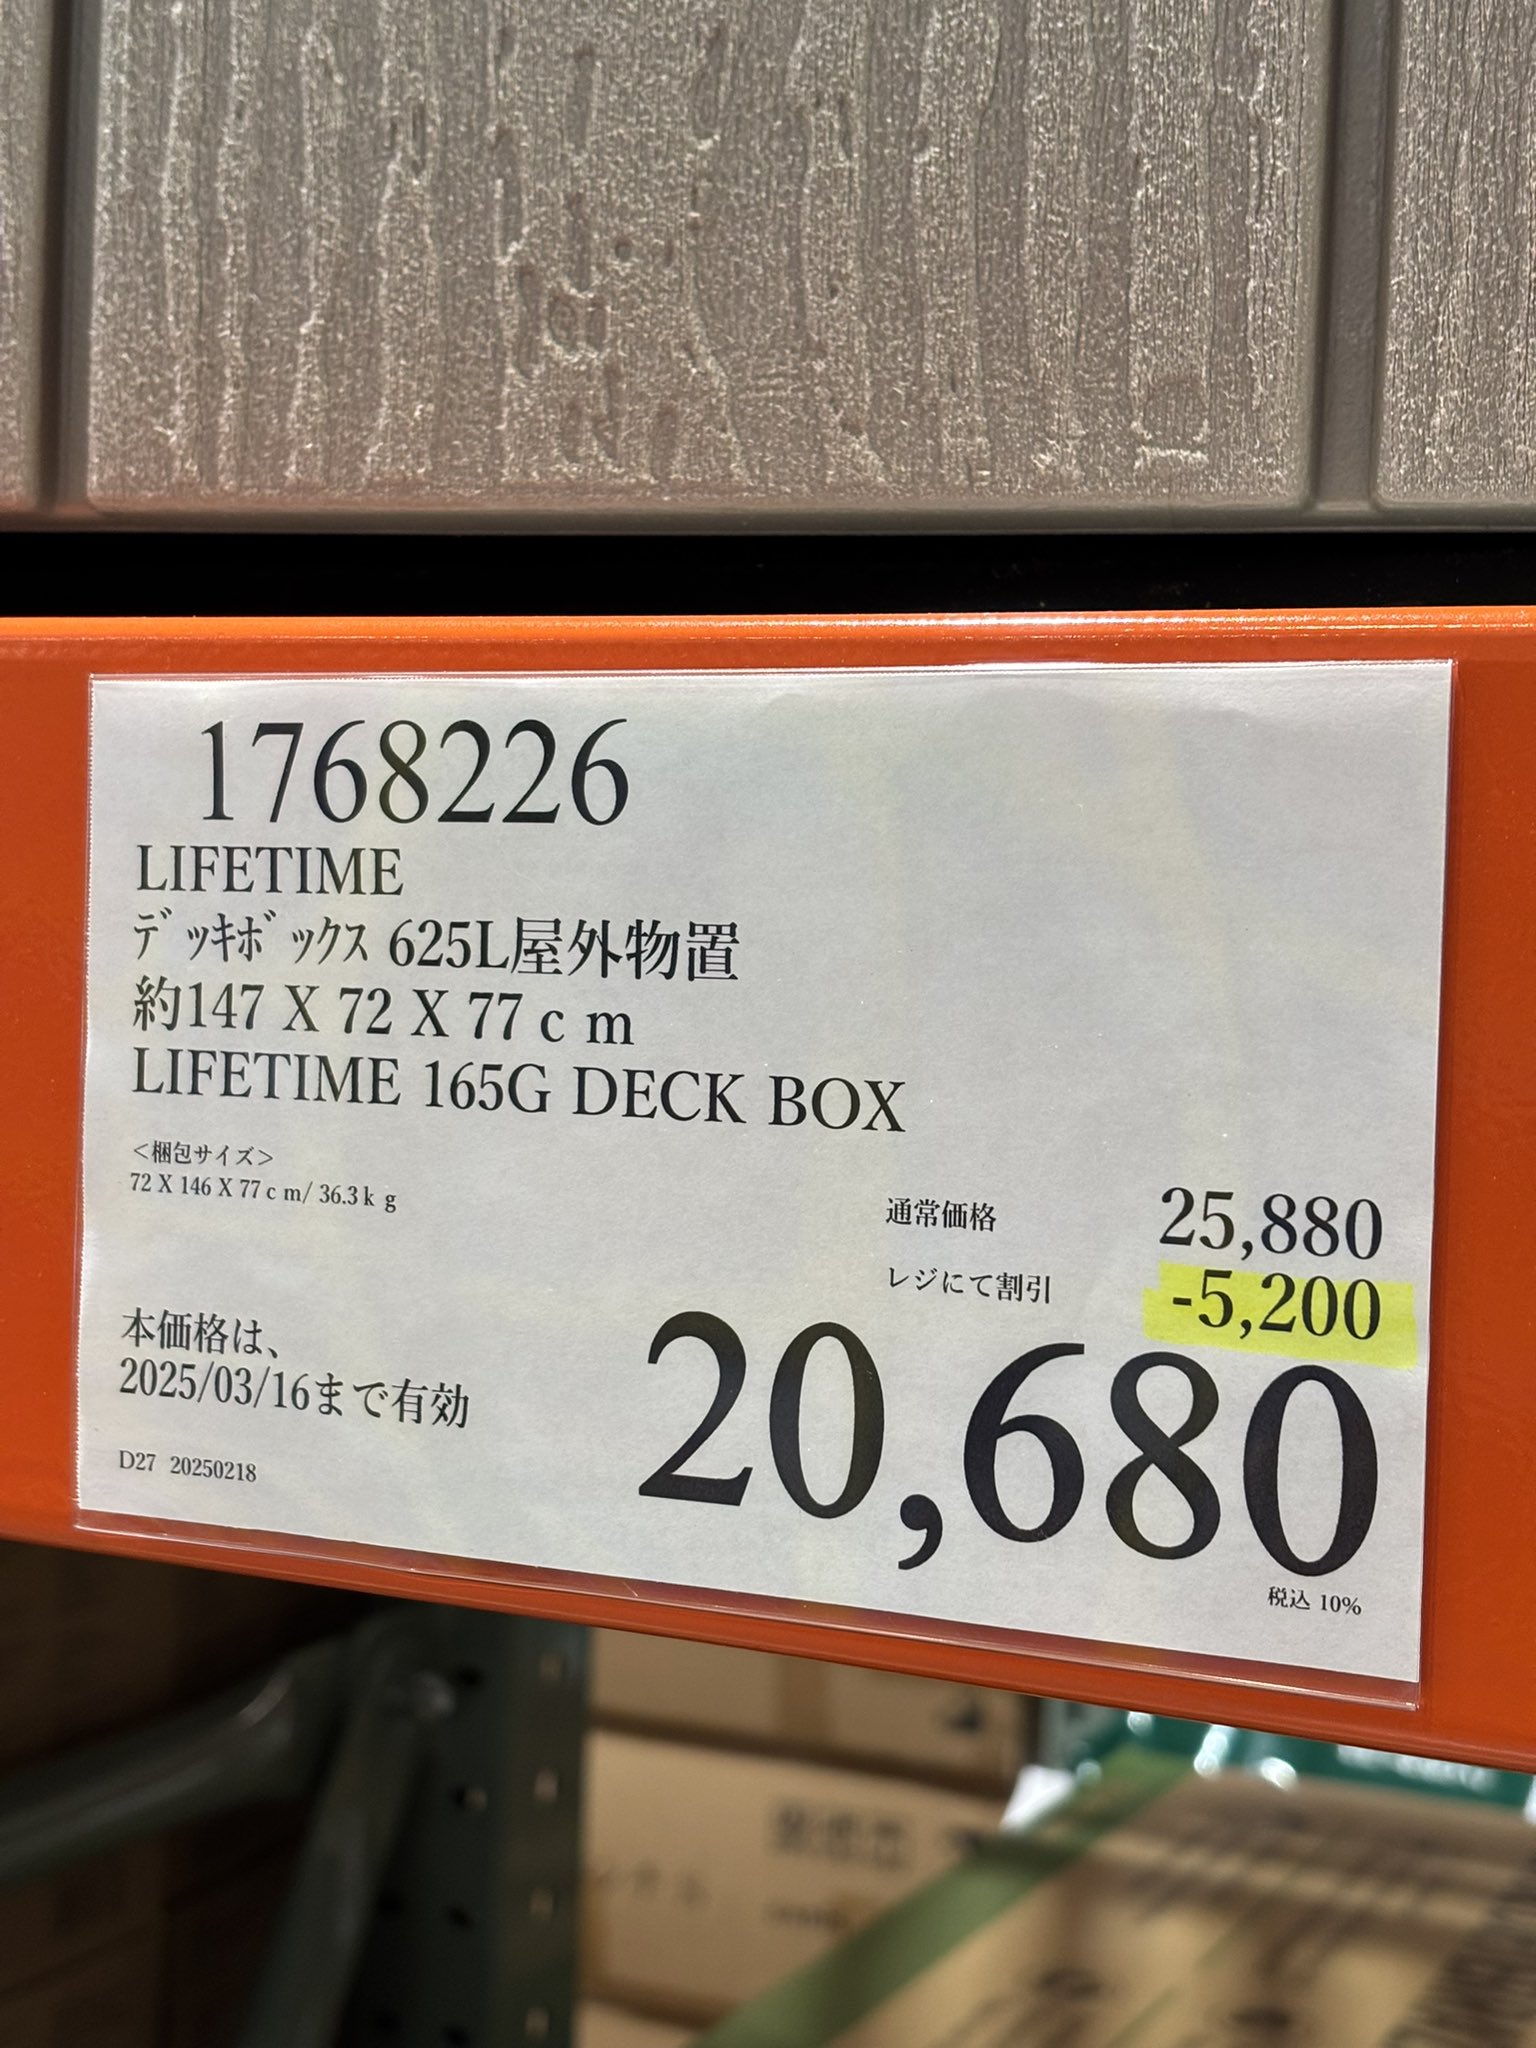 1768226
LIFETIME
ﾃﾞｯｷﾎﾞｯｸｽ 625L屋外物置
約147 X 72 X 77ｃｍ
LIFETIME 165G DECK BOX
＜梱包サイズ＞
72 X 146 X 77ｃｍ/ 36.3ｋｇ
通常価格 25,880
レジにて割引 -5,200
本価格は、
2025/03/16まで有効
20,680
D27 20250218
税込 10%